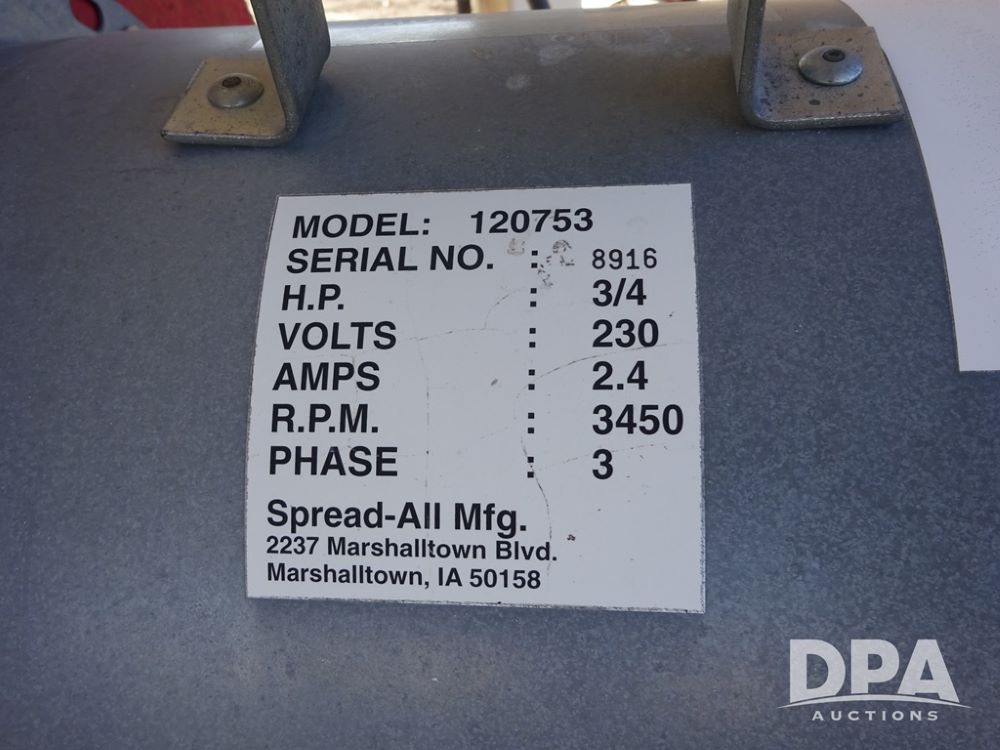 MODEL: 120753
SERIAL NO. : 8916
H.P. : 3/4
VOLTS : 230
AMPS : 2.4
R.P.M. : 3450
PHASE : 3
Spread-All Mfg.
2237 Marshalltown Blvd.
Marshalltown, IA 50158
DPA
AUCTIONS